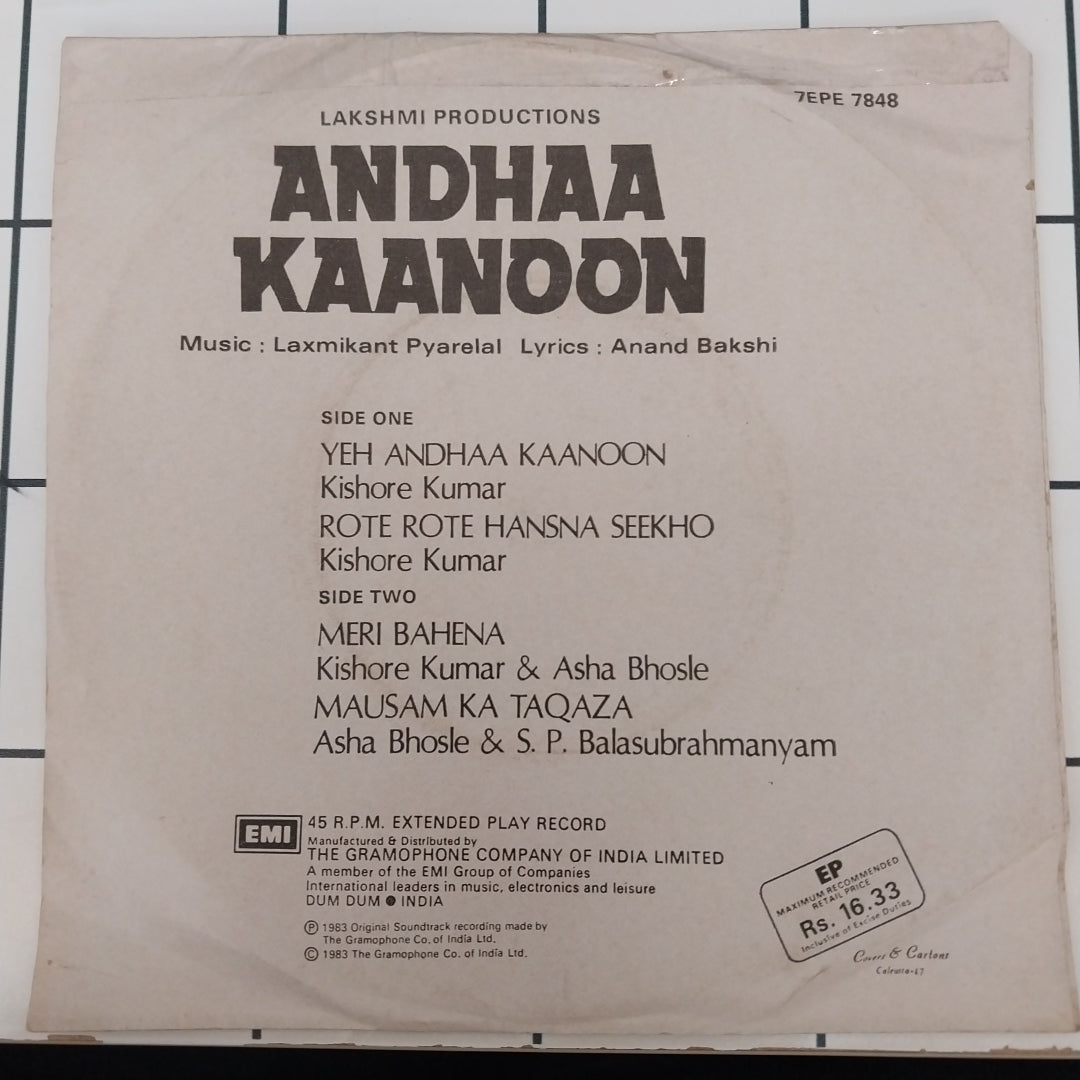 7EPE 7848
LAKSHMI PRODUCTIONS
ANDHAA
KAANOON
Music : Laxmikant Pyarelal Lyrics : Anand Bakshi
SIDE ONE
YEH ANDHAA KAANOON
Kishore Kumar
ROTE ROTE HANSNA SEEKHO
Kishore Kumar
SIDE TWO
MERI BAHENA
Kishore Kumar & Asha Bhosle
MAUSAM KA TAQAZA
Asha Bhosle & S. P. Balasubrahmanyam
EMI
45 R.P.M. EXTENDED PLAY RECORD
Manufactured & Distributed by
THE GRAMOPHONE COMPANY OF INDIA LIMITED
A member of the EMI Group of Companies
International leaders in music, electronics and leisure
DUM DUM ● INDIA
Ⓟ 1983 Original Soundtrack recording made by
The Gramophone Co. of India Ltd.
© 1983 The Gramophone Co. of India Ltd.
EP
MAXIMUM RECOMMENDED
RETAIL PRICE
Rs. 16.33
Inclusive of Excise Duties
Covers & Cartons
Calcutta-17